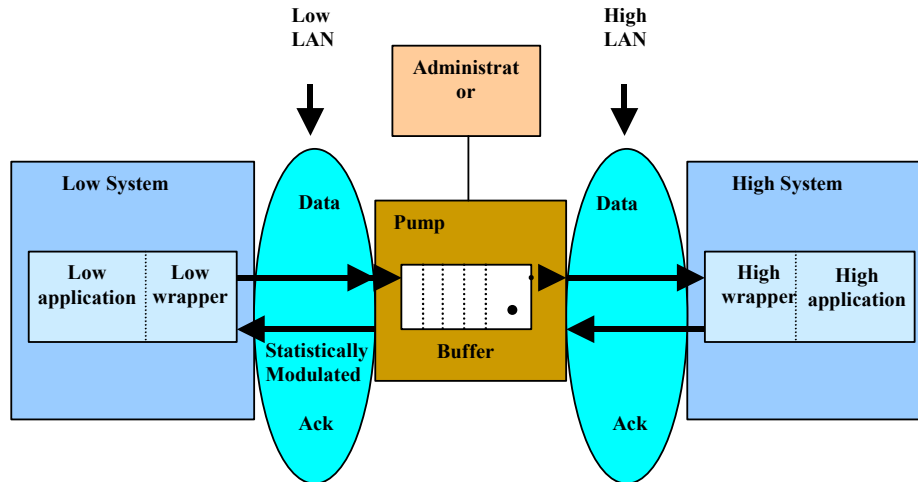 Low
LAN
High
LAN
Administrat
or
Low System
High System
Data
Data
Pump
Low
application
Low
wrapper
High
wrapper
High
application
Buffer
Statistically
Modulated
Ack
Ack